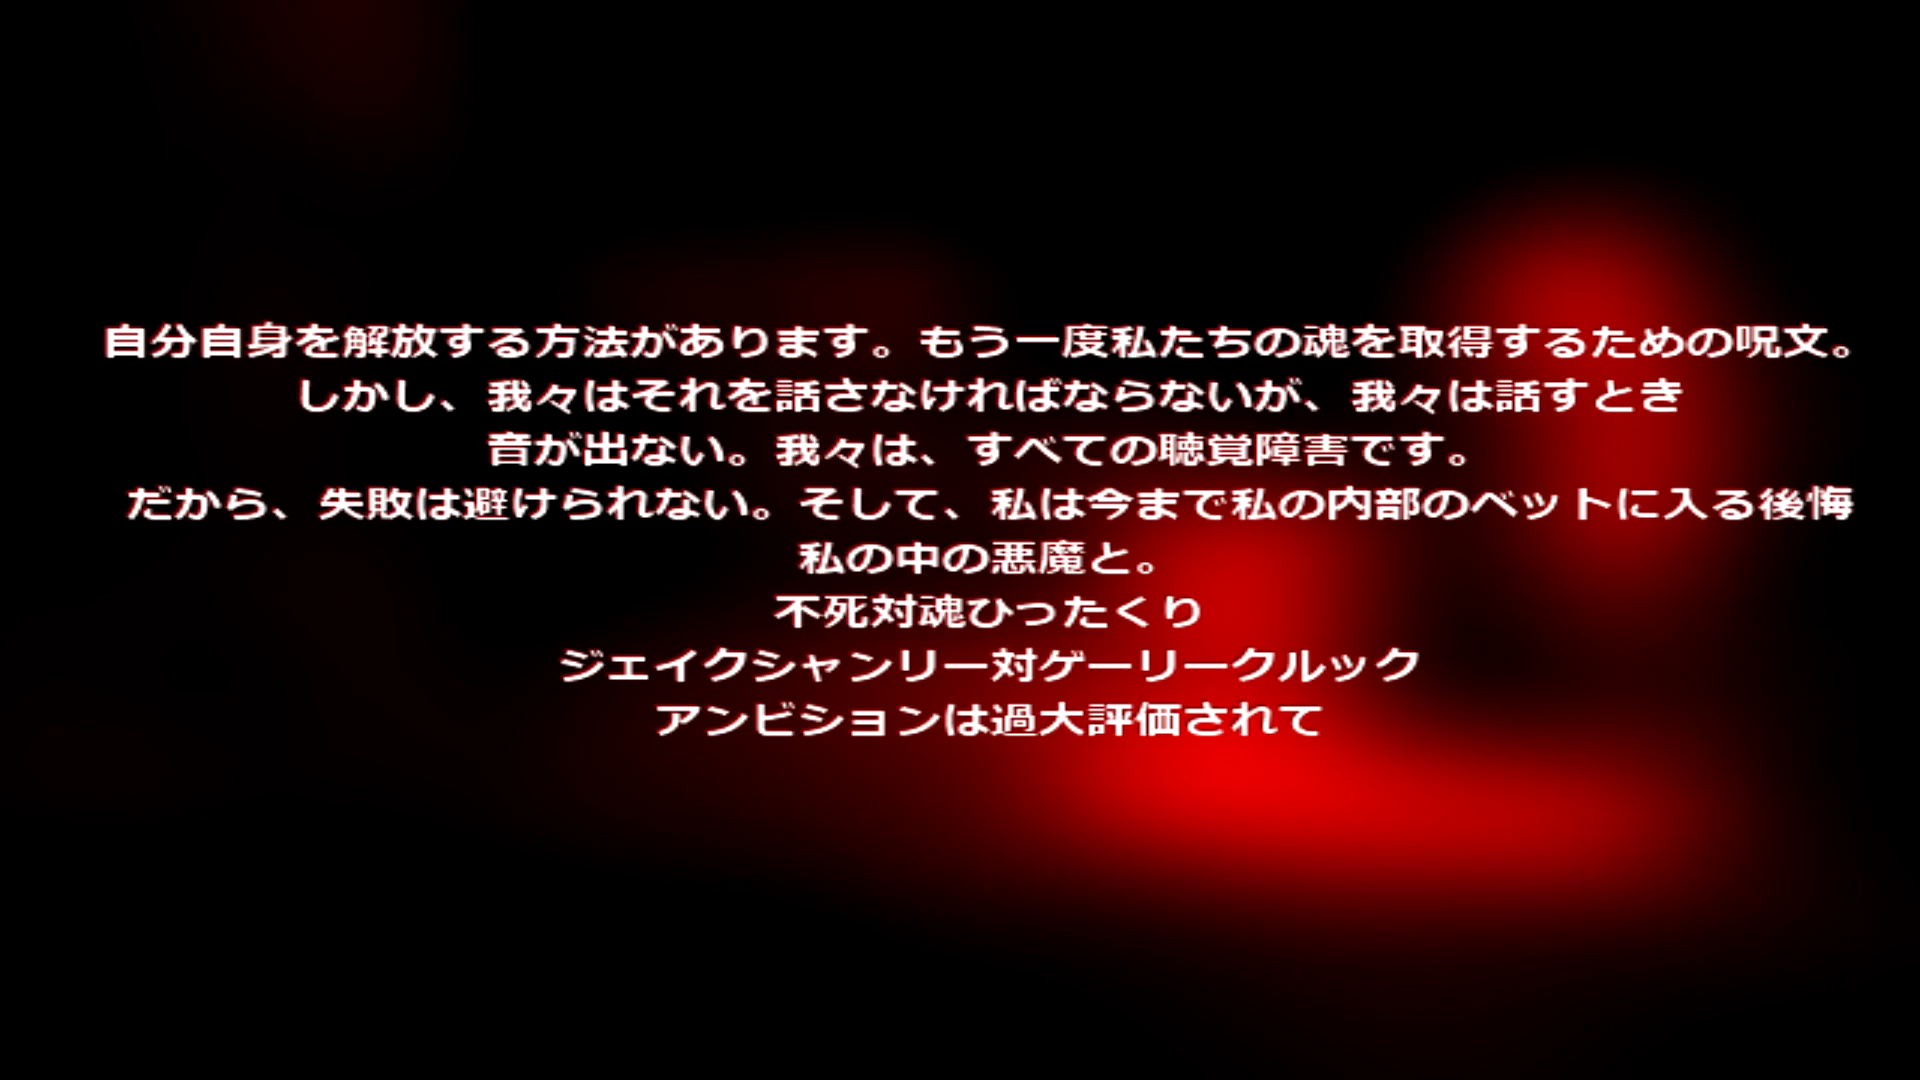 自分自身を解放する方法があります。もう一度私たちの魂を取得するための呪文。
しかし、我々はそれを話さなければならないが、我々は話すとき
音が出ない。我々は、すべての聴覚障害です。
だから、失敗は避けられない。そして、私は今まで私の内部のベットに入る後悔
私の中の悪魔と。
不死対魂ひったくり
ジェイクシャンリー対ゲーリークルック
アンビションは過大評価されて